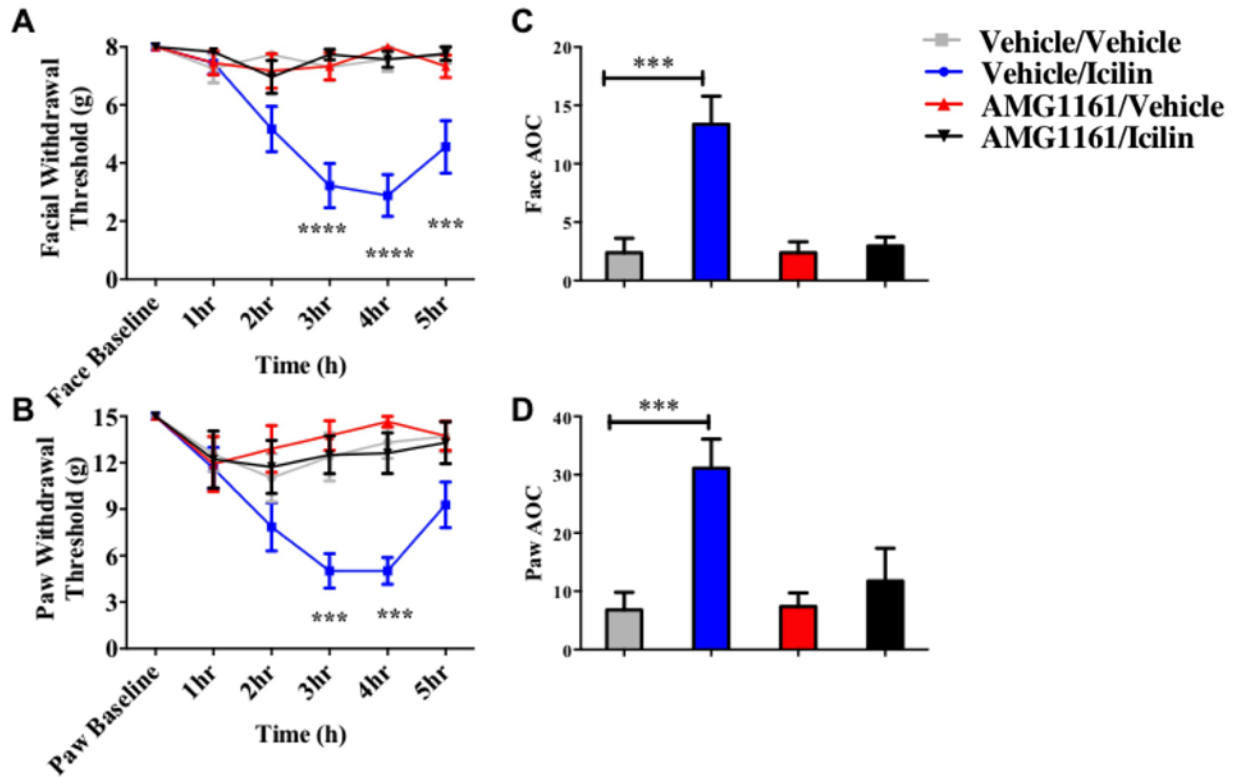 A
Facial Withdrawal
Threshold (g)
8
6
4
2
0
****
****
***
Face Baseline
1hr
2hr
3hr
4hr
5hr
Time (h)
C
Face AOC
20
15
10
5
0
***
Vehicle/Vehicle
Vehicle/Icilin
AMG1161/Vehicle
AMG1161/Icilin
B
Paw Withdrawal
Threshold (g)
15
12
9
6
3
0
***
***
Paw Baseline
1hr
2hr
3hr
4hr
5hr
Time (h)
D
Paw AOC
40
30
20
10
0
***